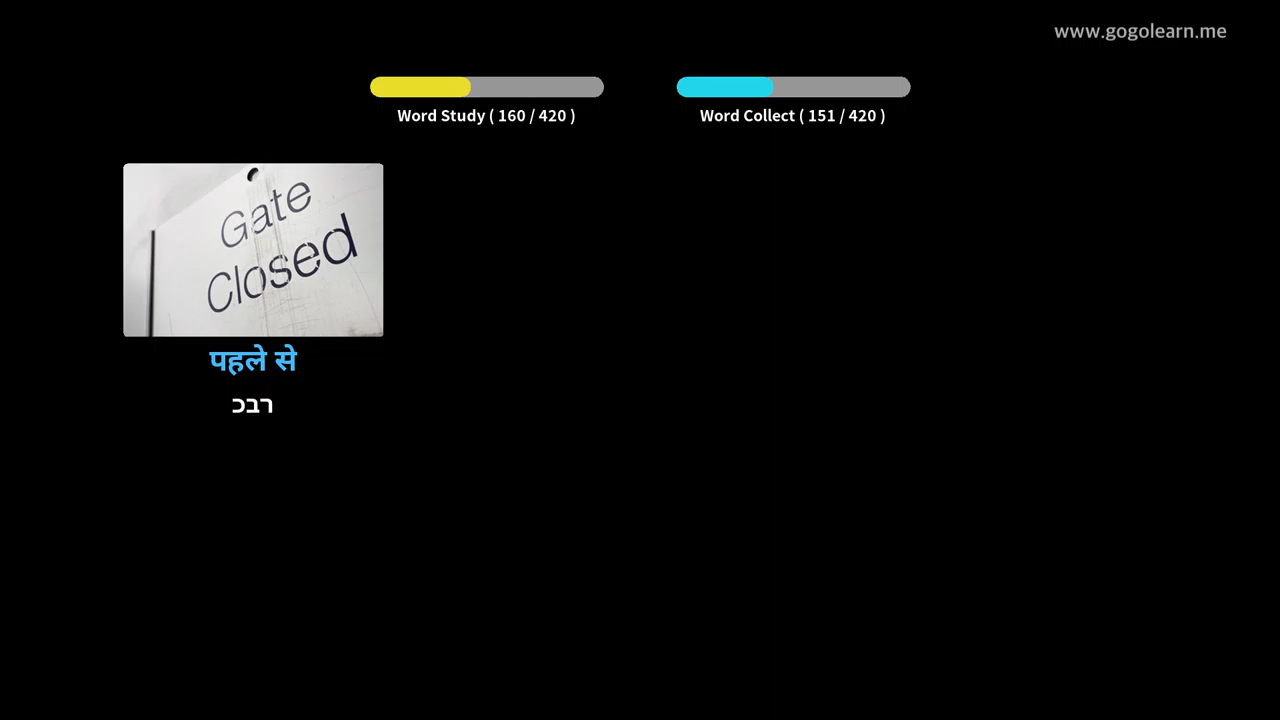 www.gogolearn.me
Word Study ( 160 / 420 )
Word Collect ( 151 / 420 )
Gate
Closed
पहले से
רבכ